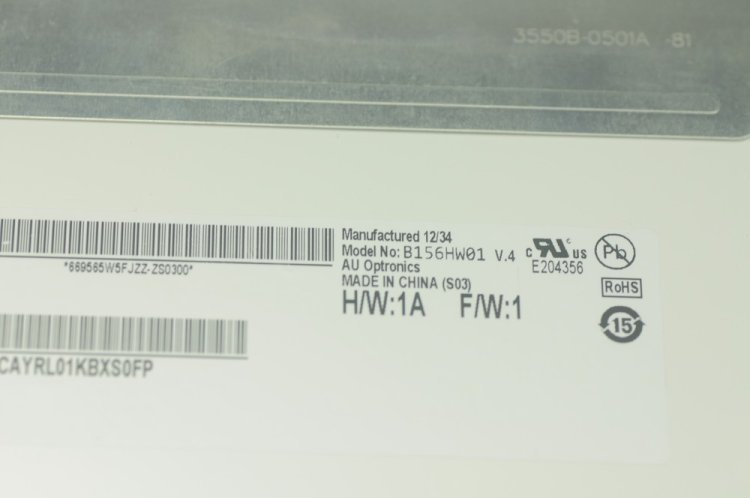 3550B-0501A -81
Manufactured 12/34
Model No: B156HW01 V.4
AU Optronics
MADE IN CHINA (S03)
H/W:1A F/W:1
*669565W5FJZZ-ZS0300*
CAYRL01KBXS0FP
c RU US
E204356
Pb
RoHS
15